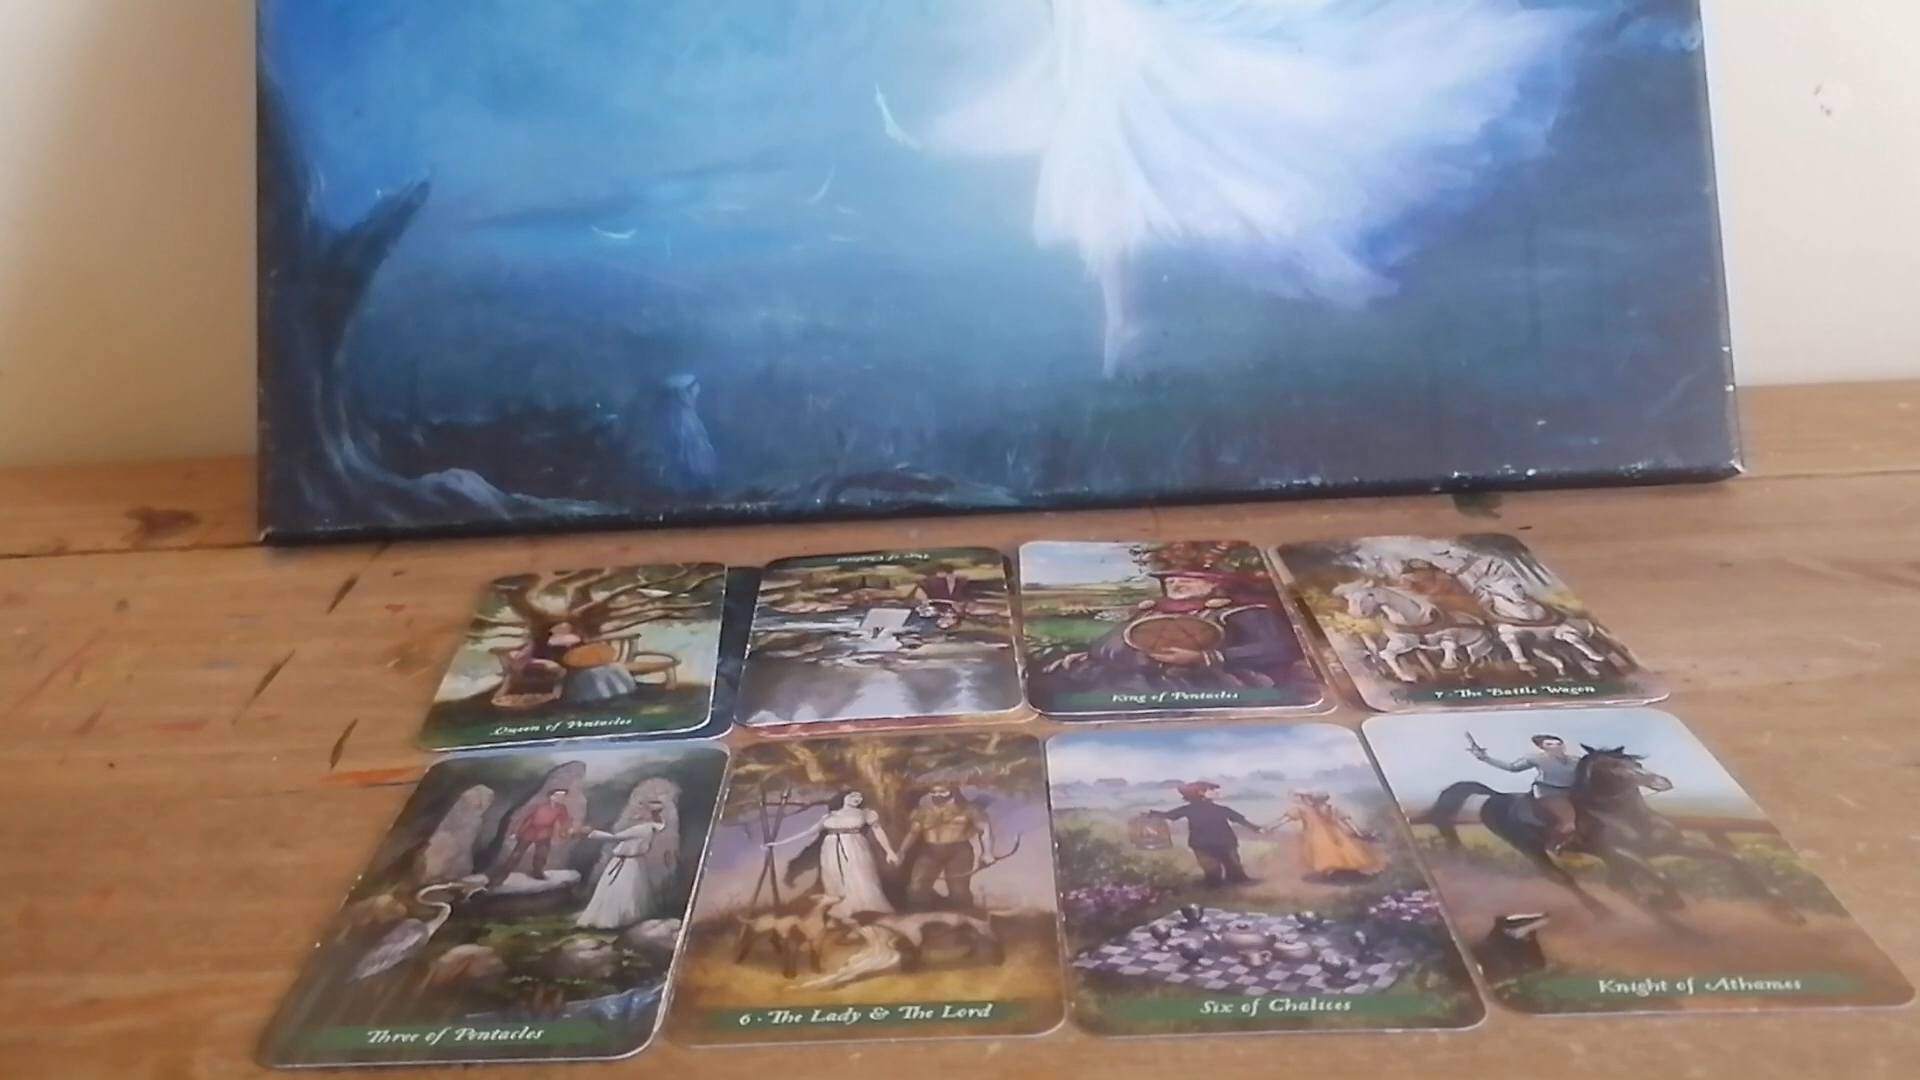 Queen of Pentacles
King of Pentacles
7 · The Battle Wagon
Three of Pentacles
6 · The Lady & The Lord
Six of Chalices
Knight of Athames